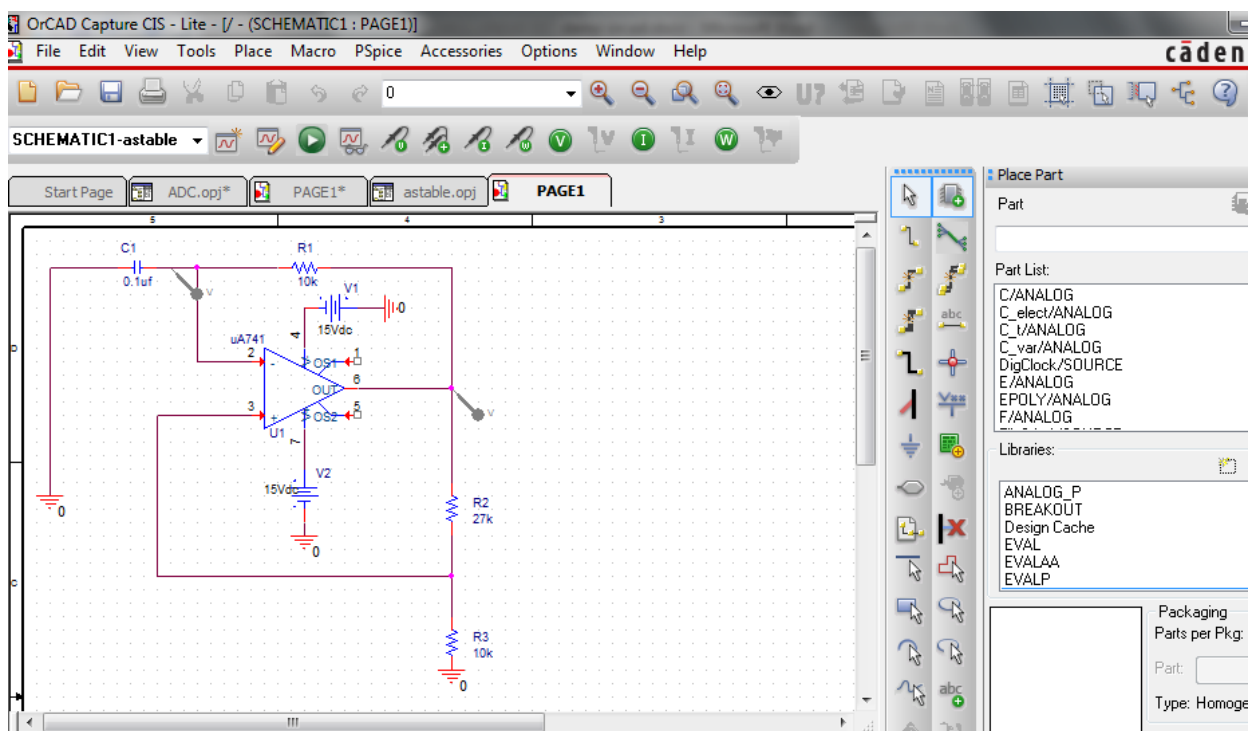 OrCAD Capture CIS - Lite - [/ - (SCHEMATIC1 : PAGE1)]
File Edit View Tools Place Macro PSpice Accessories Options Window Help
cāden
0
U?
SCHEMATIC1-astable
V I W
Start Page ADC.opj* PAGE1* astable.opj PAGE1
Place Part
5 4 3
Part
C1
0.1uf
R1
10k
V
V1
15Vdc
0
uA741
2
-
4
OS1
1
OUT
6
3
+
OS2
5
U1
7
V
V2
15Vdc
0
0
R2
27k
R3
10k
0
D
C
abc
abc
Part List:
C/ANALOG
C_elect/ANALOG
C_t/ANALOG
C_var/ANALOG
DigClock/SOURCE
E/ANALOG
EPOLY/ANALOG
F/ANALOG
Libraries:
ANALOG_P
BREAKOUT
Design Cache
EVAL
EVALAA
EVALP
Packaging
Parts per Pkg:
Part:
Type: Homoge